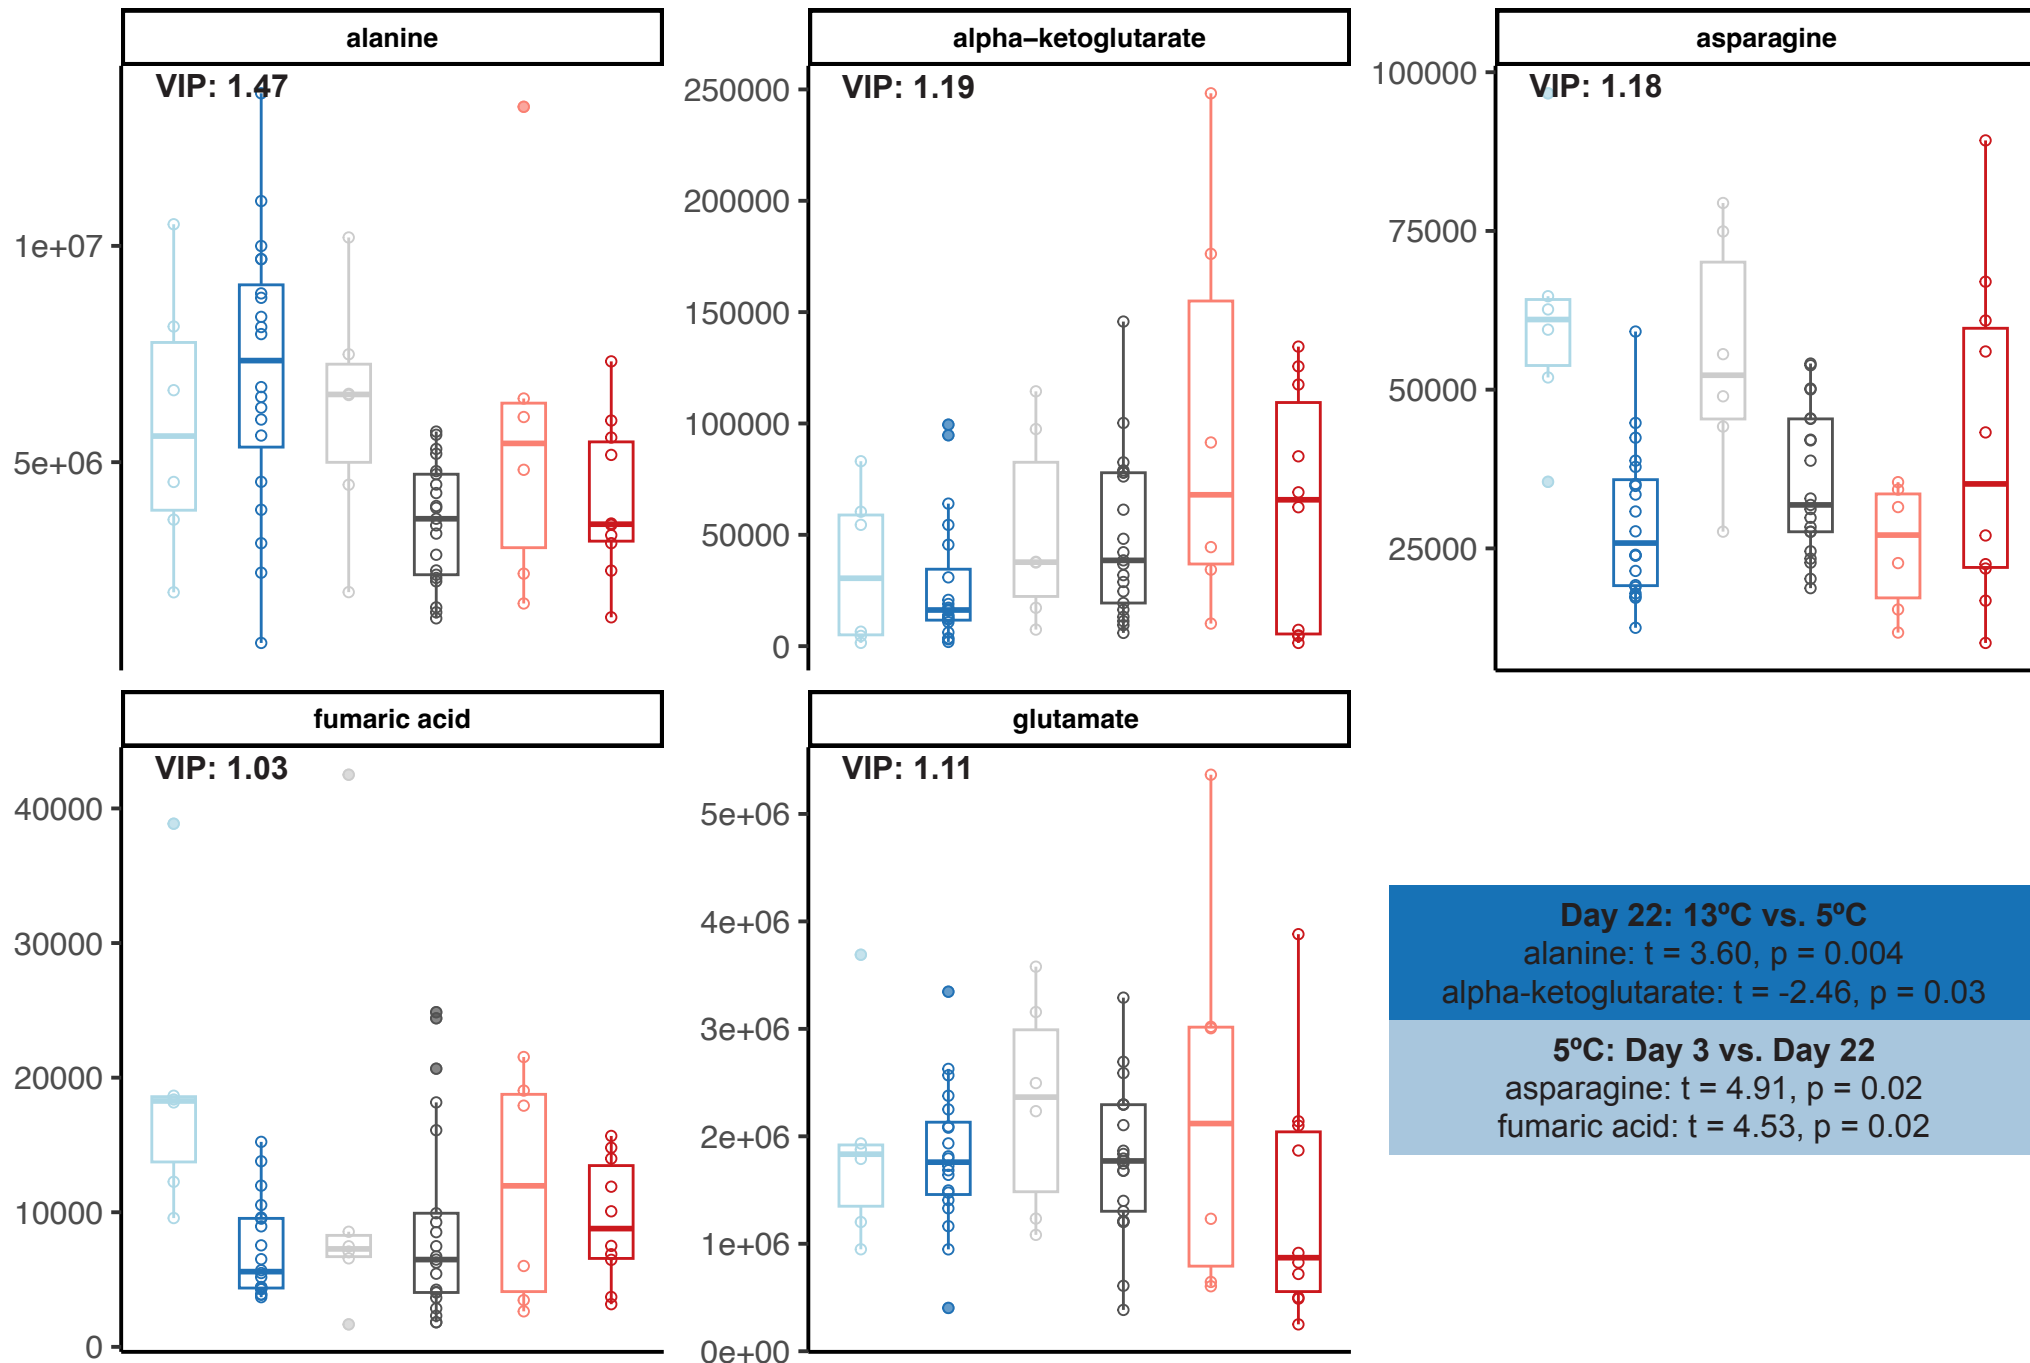 alanine
VIP: 1.47
1e+07
5e+06
alpha−ketoglutarate
VIP: 1.19
250000
200000
150000
100000
50000
0
asparagine
VIP: 1.18
100000
75000
50000
25000
fumaric acid
VIP: 1.03
40000
30000
20000
10000
0
glutamate
VIP: 1.11
5e+06
4e+06
3e+06
2e+06
1e+06
0e+00
Day 22: 13ºC vs. 5ºC
alanine: t = 3.60, p = 0.004
alpha-ketoglutarate: t = -2.46, p = 0.03
5ºC: Day 3 vs. Day 22
asparagine: t = 4.91, p = 0.02
fumaric acid: t = 4.53, p = 0.02